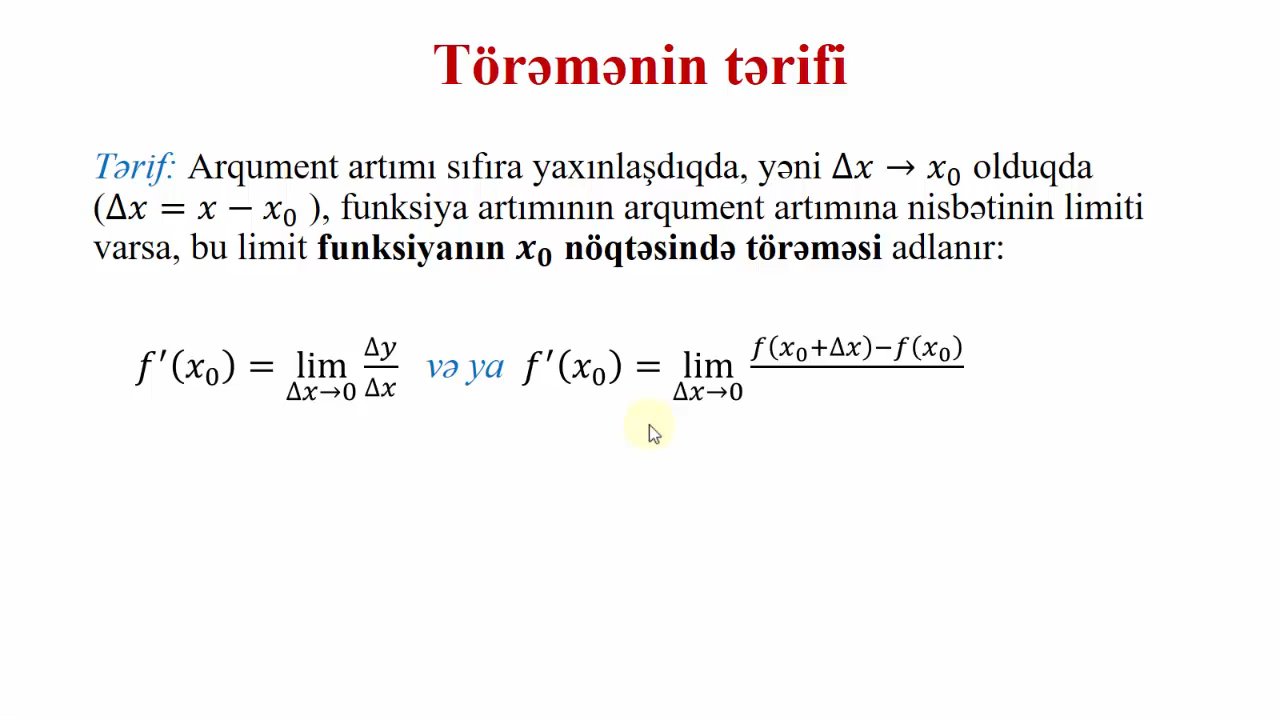 Törəmənin tərifi
Tərif: Arqument artımı sıfıra yaxınlaşdıqda, yəni Δx → x₀ olduqda
(Δx = x − x₀ ), funksiya artımının arqument artımına nisbətinin limiti
varsa, bu limit funksiyanın x₀ nöqtəsində törəməsi adlanır:
f′(x₀) = lim Δx→0 Δy/Δx və ya f′(x₀) = lim Δx→0 f(x₀+Δx)−f(x₀)